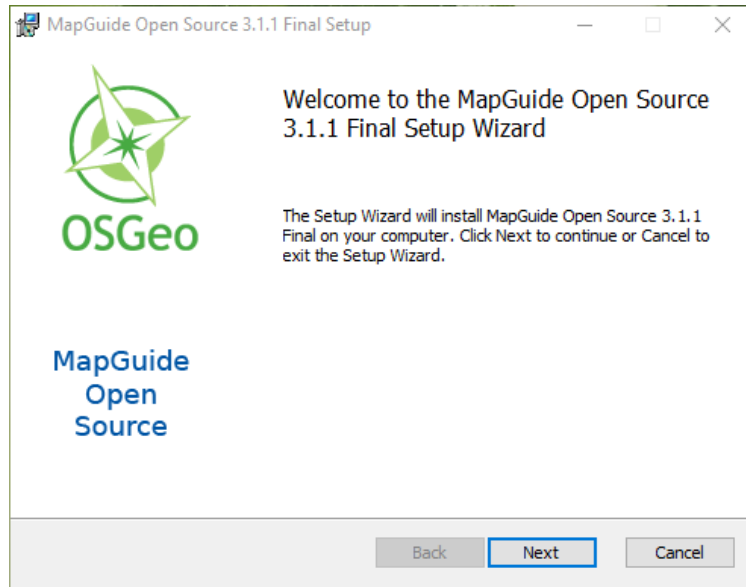 MapGuide Open Source 3.1.1 Final Setup
Welcome to the MapGuide Open Source
3.1.1 Final Setup Wizard
The Setup Wizard will install MapGuide Open Source 3.1.1
Final on your computer. Click Next to continue or Cancel to
exit the Setup Wizard.
OSGeo
MapGuide
Open
Source
Back
Next
Cancel